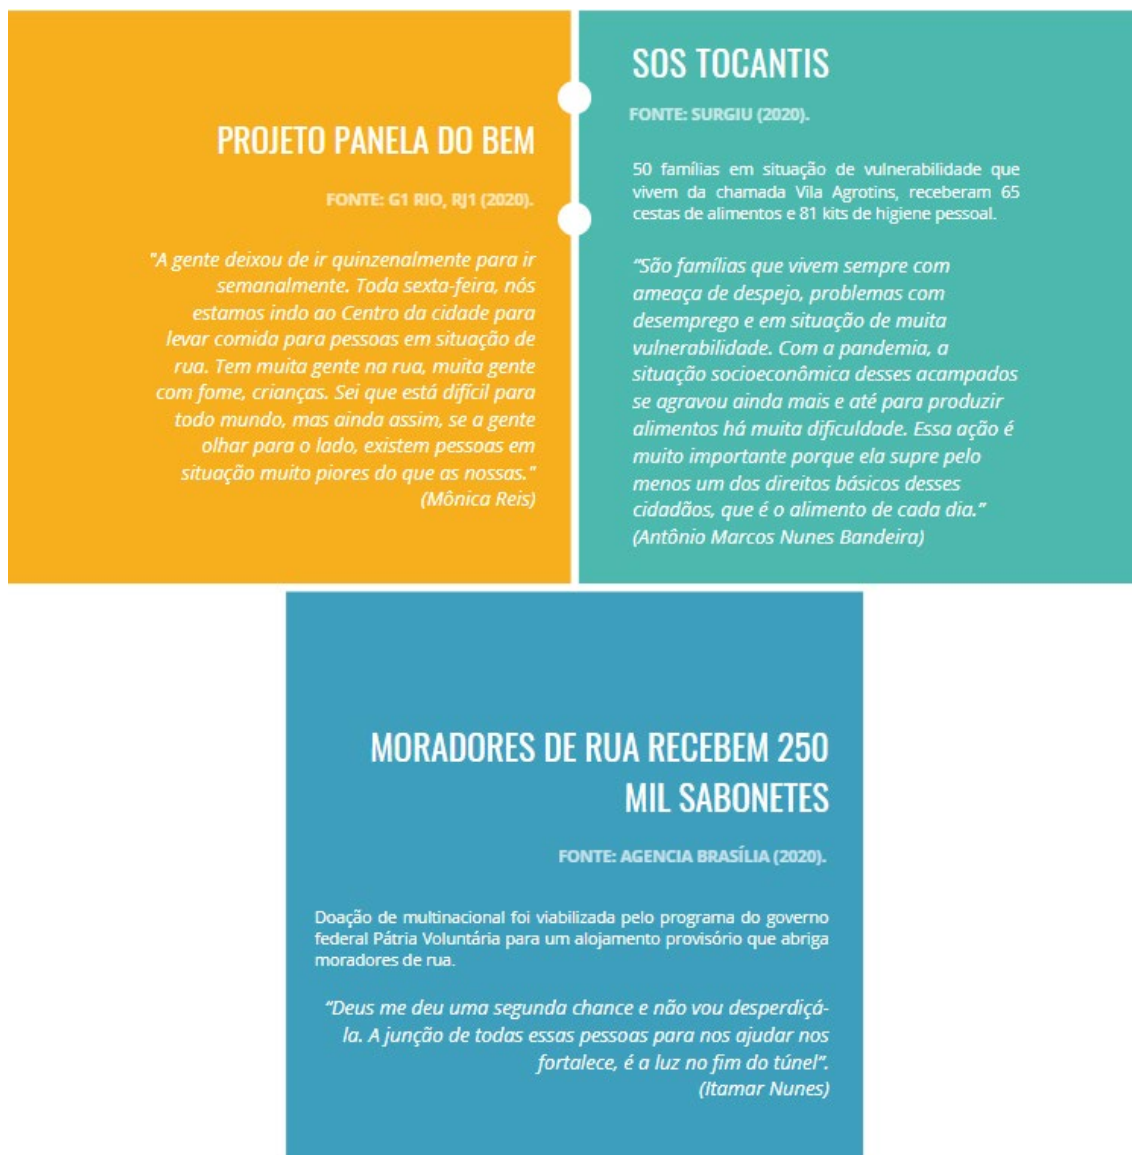 PROJETO PANELA DO BEM
FONTE: G1 RIO, RJ1 (2020).
"A gente deixou de ir quinzenalmente para ir
semanalmente. Toda sexta-feira, nós
estamos indo ao Centro da cidade para
levar comida para pessoas em situação de
rua. Tem muita gente na rua, muita gente
com fome, crianças. Sei que está difícil para
todo mundo, mas ainda assim, se a gente
olhar para o lado, existem pessoas em
situação muito piores do que as nossas."
(Mônica Reis)
SOS TOCANTIS
FONTE: SURGIU (2020).
50 famílias em situação de vulnerabilidade que
vivem da chamada Vila Agrotins, receberam 65
cestas de alimentos e 81 kits de higiene pessoal.
“São famílias que vivem sempre com
ameaça de despejo, problemas com
desemprego e em situação de muita
vulnerabilidade. Com a pandemia, a
situação socioeconômica desses acampados
se agravou ainda mais e até para produzir
alimentos há muita dificuldade. Essa ação é
muito importante porque ela supre pelo
menos um dos direitos básicos desses
cidadãos, que é o alimento de cada dia.”
(Antônio Marcos Nunes Bandeira)
MORADORES DE RUA RECEBEM 250
MIL SABONETES
FONTE: AGENCIA BRASÍLIA (2020).
Doação de multinacional foi viabilizada pelo programa do governo
federal Pátria Voluntária para um alojamento provisório que abriga
moradores de rua.
“Deus me deu uma segunda chance e não vou desperdiçá-
la. A junção de todas essas pessoas para nos ajudar nos
fortalece, é a luz no fim do túnel”.
(Itamar Nunes)